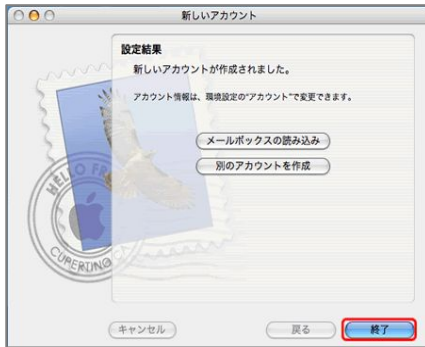 新しいアカウント
設定結果
新しいアカウントが作成されました。
アカウント情報は、環境設定の"アカウント"で変更できます。
メールボックスの読み込み
別のアカウントを作成
HELLO FR
CUPERTINO CA
キャンセル
戻る
終了